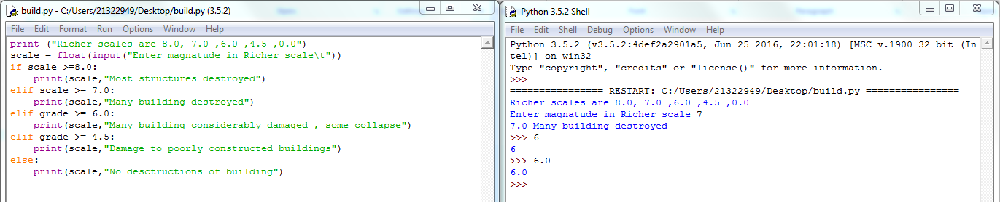 build.py - C:/Users/21322949/Desktop/build.py (3.5.2)
File Edit Format Run Options Window Help
print ("Richer scales are 8.0, 7.0 ,6.0 ,4.5 ,0.0")
scale = float(input("Enter magnatude in Richer scale\t"))
if scale >=8.0:
    print(scale,"Most structures destroyed")
elif scale >= 7.0:
    print(scale,"Many building destroyed")
elif grade >= 6.0:
    print(scale,"Many building considerably damaged , some collapse")
elif grade >= 4.5:
    print(scale,"Damage to poorly constructed buildings")
else:
    print(scale,"No desctructions of building")
Python 3.5.2 Shell
File Edit Shell Debug Options Window Help
Python 3.5.2 (v3.5.2:4def2a2901a5, Jun 25 2016, 22:01:18) [MSC v.1900 32 bit (In
tel)] on win32
Type "copyright", "credits" or "license()" for more information.
>>>
================ RESTART: C:/Users/21322949/Desktop/build.py ================
Richer scales are 8.0, 7.0 ,6.0 ,4.5 ,0.0
Enter magnatude in Richer scale 7
7.0 Many building destroyed
>>> 6
6
>>> 6.0
6.0
>>>